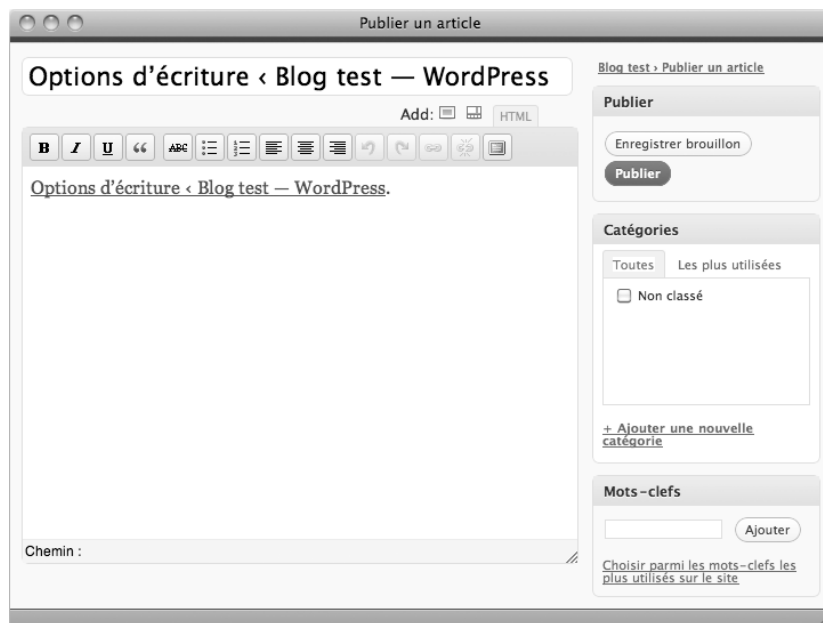 Publier un article
Options d'écriture ‹ Blog test — WordPress
Add:
HTML
B I U ABC
Options d'écriture ‹ Blog test — WordPress.
Chemin :
Blog test › Publier un article
Publier
Enregistrer brouillon
Publier
Catégories
Toutes Les plus utilisées
Non classé
+ Ajouter une nouvelle
catégorie
Mots-clefs
Ajouter
Choisir parmi les mots-clefs les
plus utilisés sur le site